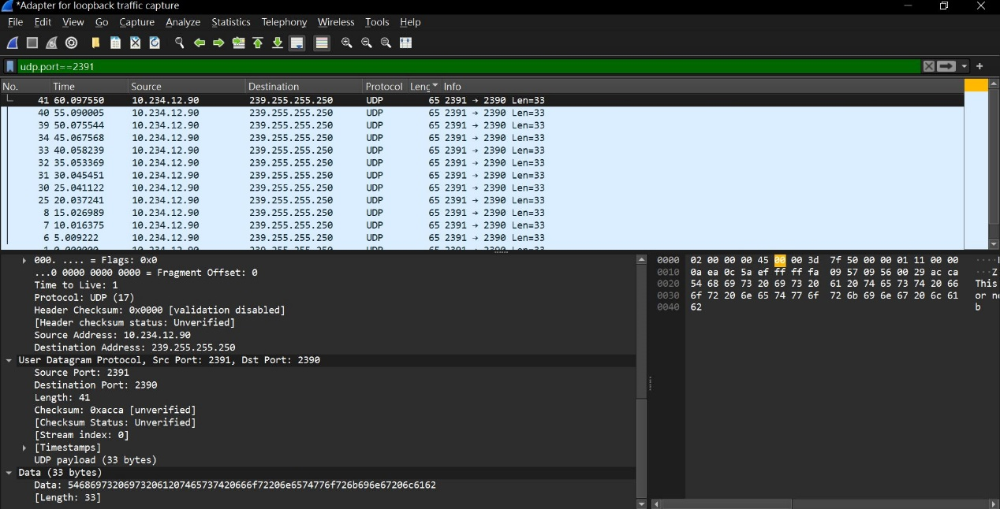 *Adapter for loopback traffic capture
File Edit View Go Capture Analyze Statistics Telephony Wireless Tools Help
udp.port==2391
No. Time Source Destination Protocol Leng Info
41 60.097550 10.234.12.90 239.255.255.250 UDP 65 2391 → 2390 Len=33
40 55.090005 10.234.12.90 239.255.255.250 UDP 65 2391 → 2390 Len=33
39 50.075544 10.234.12.90 239.255.255.250 UDP 65 2391 → 2390 Len=33
34 45.067568 10.234.12.90 239.255.255.250 UDP 65 2391 → 2390 Len=33
33 40.058239 10.234.12.90 239.255.255.250 UDP 65 2391 → 2390 Len=33
32 35.053369 10.234.12.90 239.255.255.250 UDP 65 2391 → 2390 Len=33
31 30.045451 10.234.12.90 239.255.255.250 UDP 65 2391 → 2390 Len=33
30 25.041122 10.234.12.90 239.255.255.250 UDP 65 2391 → 2390 Len=33
25 20.037241 10.234.12.90 239.255.255.250 UDP 65 2391 → 2390 Len=33
8 15.026989 10.234.12.90 239.255.255.250 UDP 65 2391 → 2390 Len=33
7 10.016375 10.234.12.90 239.255.255.250 UDP 65 2391 → 2390 Len=33
6 5.009222 10.234.12.90 239.255.255.250 UDP 65 2391 → 2390 Len=33
1 0.000000 10.234.12.90 239.255.255.250 UDP 65 2391 → 2390 Len=33
000. .... = Flags: 0x0
...0 0000 0000 0000 = Fragment Offset: 0
Time to Live: 1
Protocol: UDP (17)
Header Checksum: 0x0000 [validation disabled]
[Header checksum status: Unverified]
Source Address: 10.234.12.90
Destination Address: 239.255.255.250
User Datagram Protocol, Src Port: 2391, Dst Port: 2390
Source Port: 2391
Destination Port: 2390
Length: 41
Checksum: 0xacca [unverified]
[Checksum Status: Unverified]
[Stream index: 0]
[Timestamps]
UDP payload (33 bytes)
Data (33 bytes)
Data: 546869732069732061207465737420666f72206e6574776f726b696e67206c6162
[Length: 33]
0000 02 00 00 00 45 00 00 3d 7f 50 00 00 01 11 00 00 ····
0010 0a ea 0c 5a ef ff ff fa 09 57 09 56 00 29 ac ca ···Z
0020 54 68 69 73 20 69 73 20 61 20 74 65 73 74 20 66 This
0030 6f 72 20 6e 65 74 77 6f 72 6b 69 6e 67 20 6c 61 or ne
0040 62 b